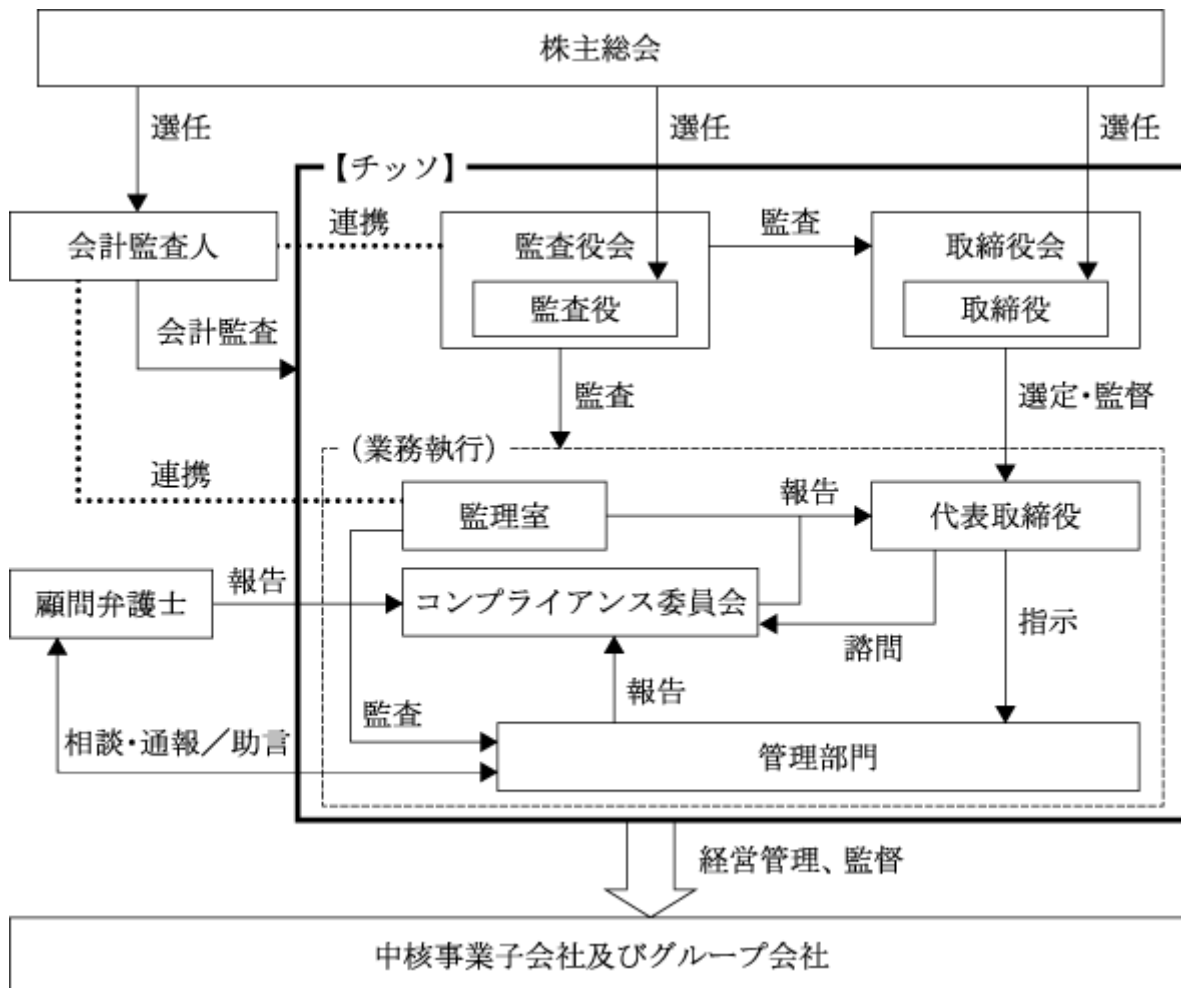 株主総会
選任
選任
選任
【チッソ】
会計監査人
連携
監査役会
監査
取締役会
監査役
取締役
会計監査
監査
選定・監督
(業務執行)
連携
監理室
報告
代表取締役
顧問弁護士
報告
コンプライアンス委員会
諮問
指示
報告
監査
相談・通報/助言
管理部門
経営管理、監督
中核事業子会社及びグループ会社